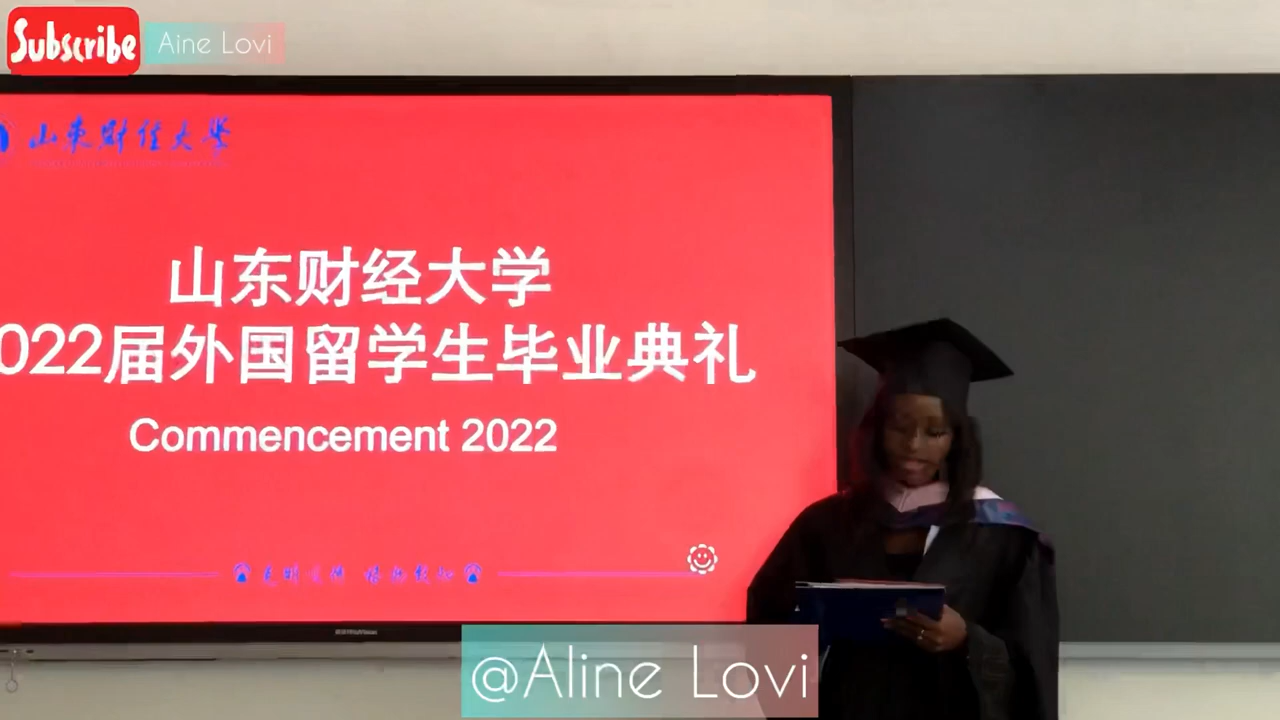 Subscribe
Aine Lovi
山东财经大学
山东财经大学
022届外国留学生毕业典礼
Commencement 2022
@Aline Lovi